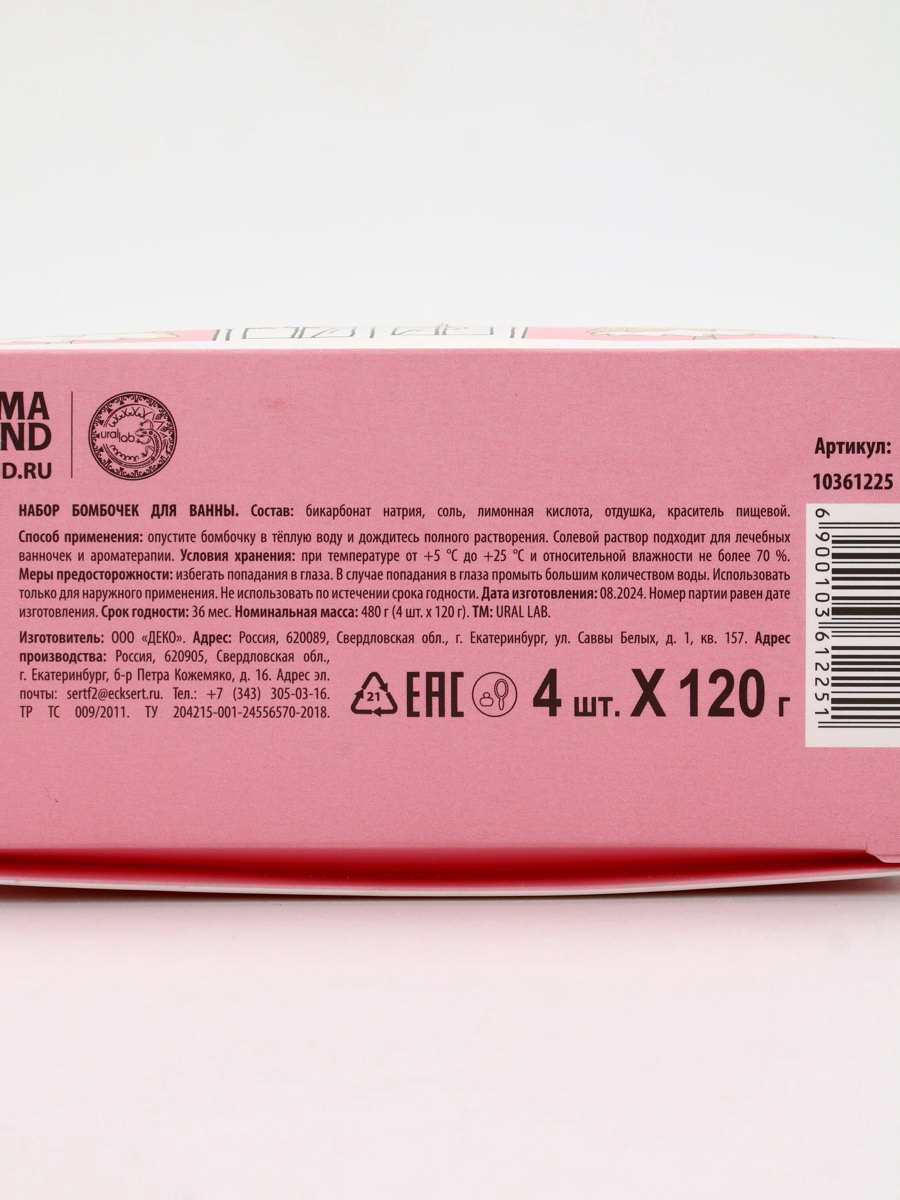 МА
ND
D.RU
urallab
Артикул:
10361225
НАБОР БОМБОЧЕК ДЛЯ ВАННЫ. Состав: бикарбонат натрия, соль, лимонная кислота, отдушка, краситель пищевой.
Способ применения: опустите бомбочку в тёплую воду и дождитесь полного растворения. Солевой раствор подходит для лечебных
ванночек и ароматерапии. Условия хранения: при температуре от +5 °С до +25 °С и относительной влажности не более 70 %.
Меры предосторожности: избегать попадания в глаза. В случае попадания в глаза промыть большим количеством воды. Использовать
только для наружного применения. Не использовать по истечении срока годности. Дата изготовления: 08.2024. Номер партии равен дате
изготовления. Срок годности: 36 мес. Номинальная масса: 480 г (4 шт. х 120 г). ТМ: URAL LAB.
Изготовитель: ООО «ДЕКО». Адрес: Россия, 620089, Свердловская обл., г. Екатеринбург, ул. Саввы Белых, д. 1, кв. 157. Адрес
производства: Россия, 620905, Свердловская обл.,
г. Екатеринбург, б-р Петра Кожемяко, д. 16. Адрес эл.
почты: sertf2@ecksert.ru. Тел.: +7 (343) 305-03-16.
ТР ТС 009/2011. ТУ 204215-001-24556570-2018.
21
ЕАС
4 шт. X 120 г
6900103612251